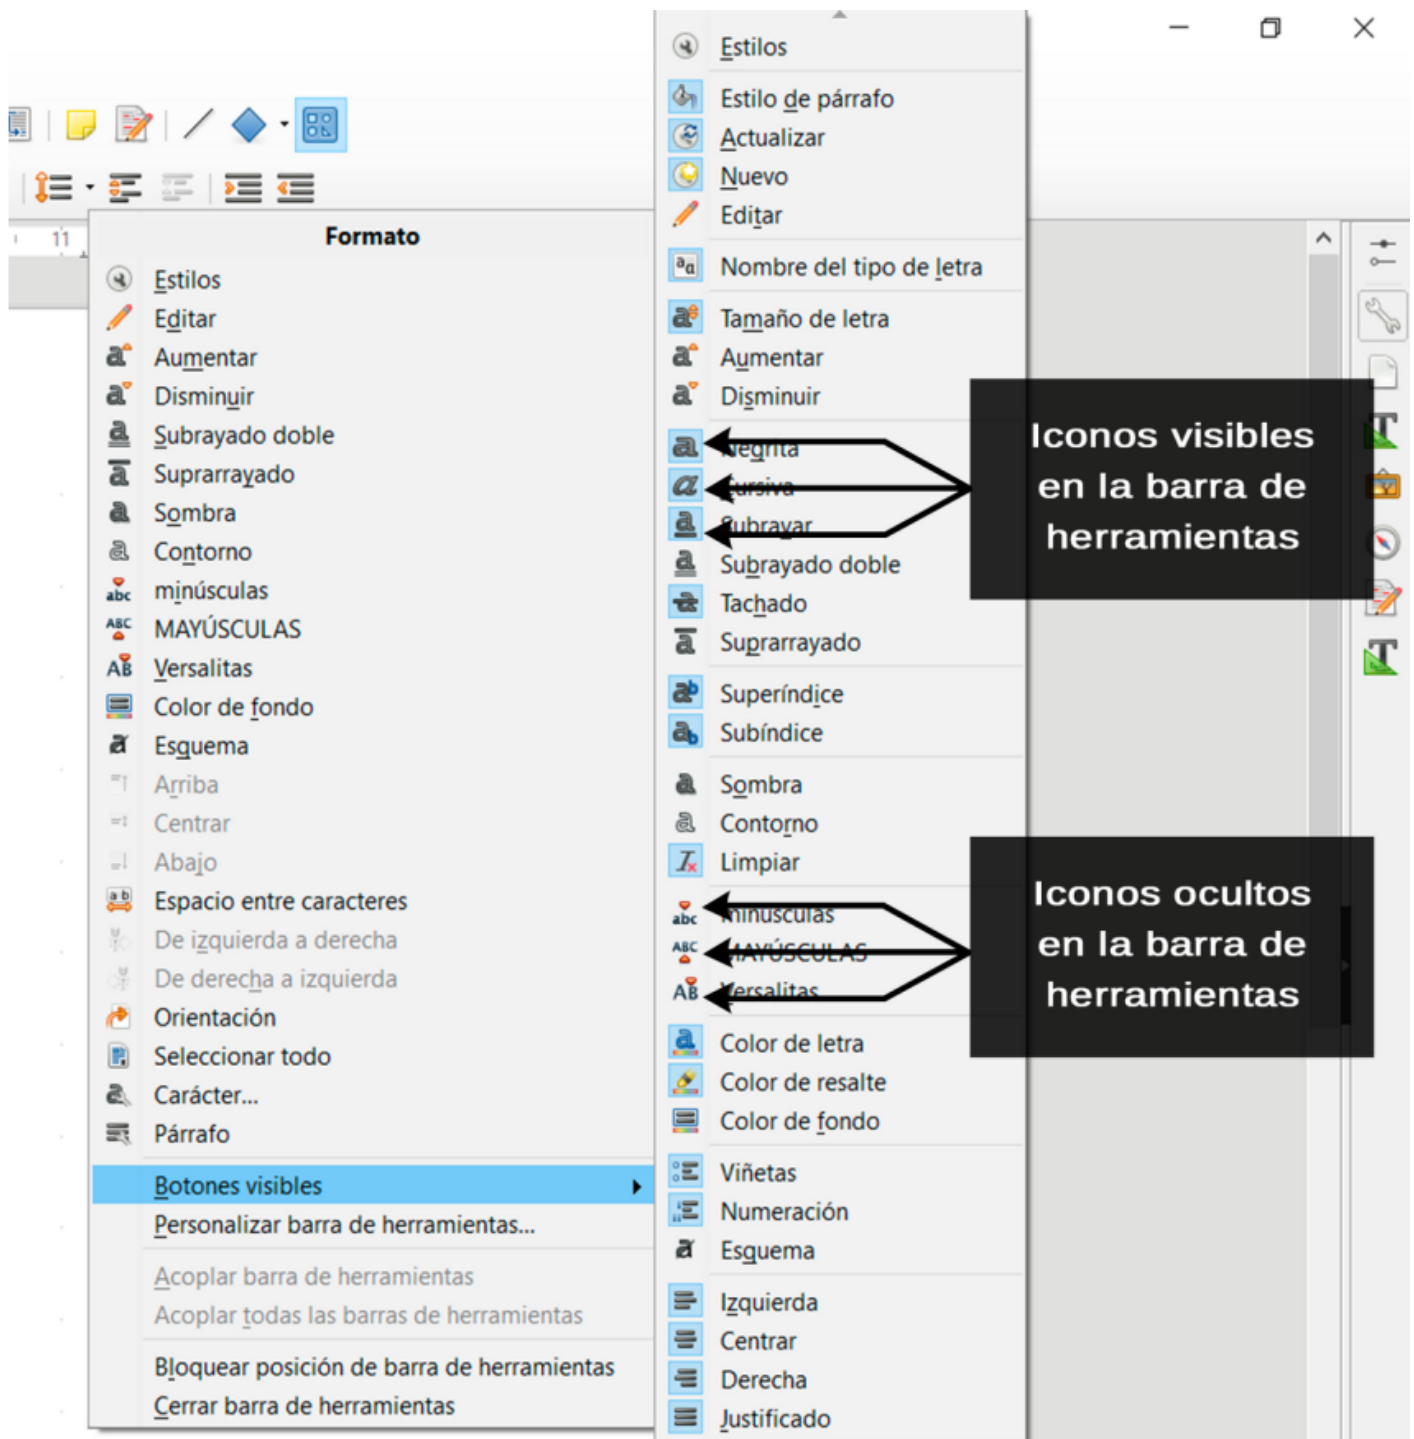 11
Formato
Estilos
Editar
Aumentar
Disminuir
Subrayado doble
Suprarrayado
Sombra
Contorno
minúsculas
MAYÚSCULAS
Versalitas
Color de fondo
Esquema
Arriba
Centrar
Abajo
Espacio entre caracteres
De izquierda a derecha
De derecha a izquierda
Orientación
Seleccionar todo
Carácter...
Párrafo
Botones visibles
Personalizar barra de herramientas...
Acoplar barra de herramientas
Acoplar todas las barras de herramientas
Bloquear posición de barra de herramientas
Cerrar barra de herramientas
Estilos
Estilo de párrafo
Actualizar
Nuevo
Editar
Nombre del tipo de letra
Tamaño de letra
Aumentar
Disminuir
Negrita
Cursiva
Subrayar
Subrayado doble
Tachado
Suprarrayado
Superíndice
Subíndice
Sombra
Contorno
Limpiar
minúsculas
MAYÚSCULAS
Versalitas
Color de letra
Color de resalte
Color de fondo
Viñetas
Numeración
Esquema
Izquierda
Centrar
Derecha
Justificado
Iconos visibles
en la barra de
herramientas
Iconos ocultos
en la barra de
herramientas